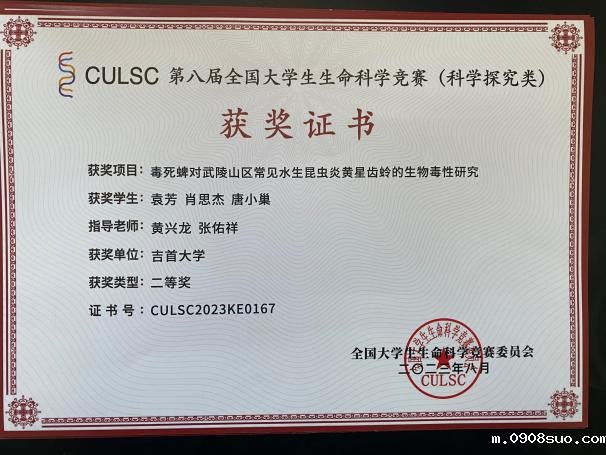 CULSC 第八届全国大学生生命科学竞赛（科学探究类）
获奖证书
获奖项目：毒死蜱对武陵山区常见水生昆虫炎黄星齿蛉的生物毒性研究
获奖学生：袁芳 肖思杰 唐小巢
指导老师：黄兴龙 张佑祥
获奖单位：吉首大学
获奖类型：二等奖
证书号：CULSC2023KE0167
全国大学生生命科学竞赛委员会
二〇二三年八月
CULSC
m.0908suo.com